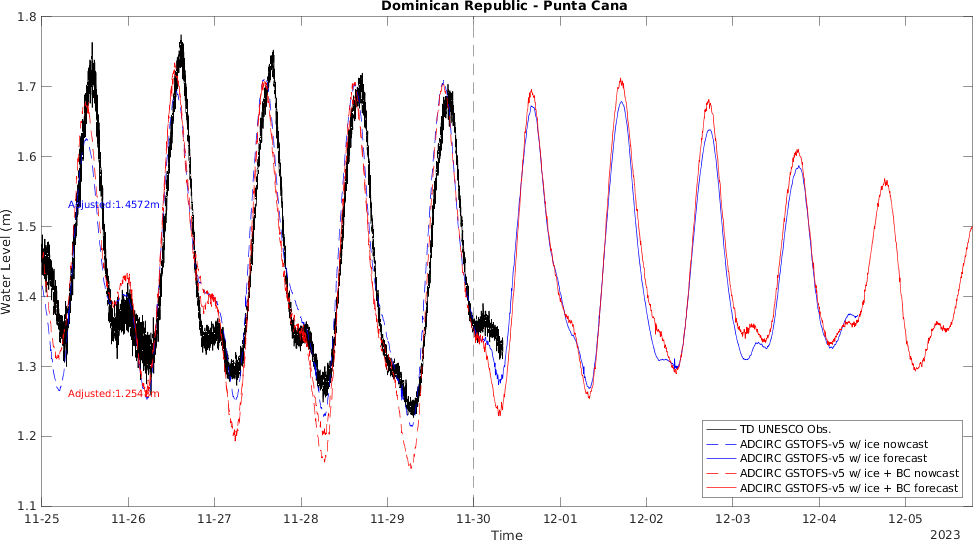 Dominican Republic - Punta Cana
1.8
1.7
1.6
1.5
1.4
1.3
1.2
1.1
Water Level (m)
Adjusted:1.4572m
TD UNESCO Obs.
ADCIRC GSTOFS-v5 w/ ice nowcast
ADCIRC GSTOFS-v5 w/ ice forecast
ADCIRC GSTOFS-v5 w/ ice + BC nowcast
ADCIRC GSTOFS-v5 w/ ice + BC forecast
11-25 11-26 11-27 11-28 11-29 11-30 12-01 12-02 12-03 12-04 12-05
Time
2023